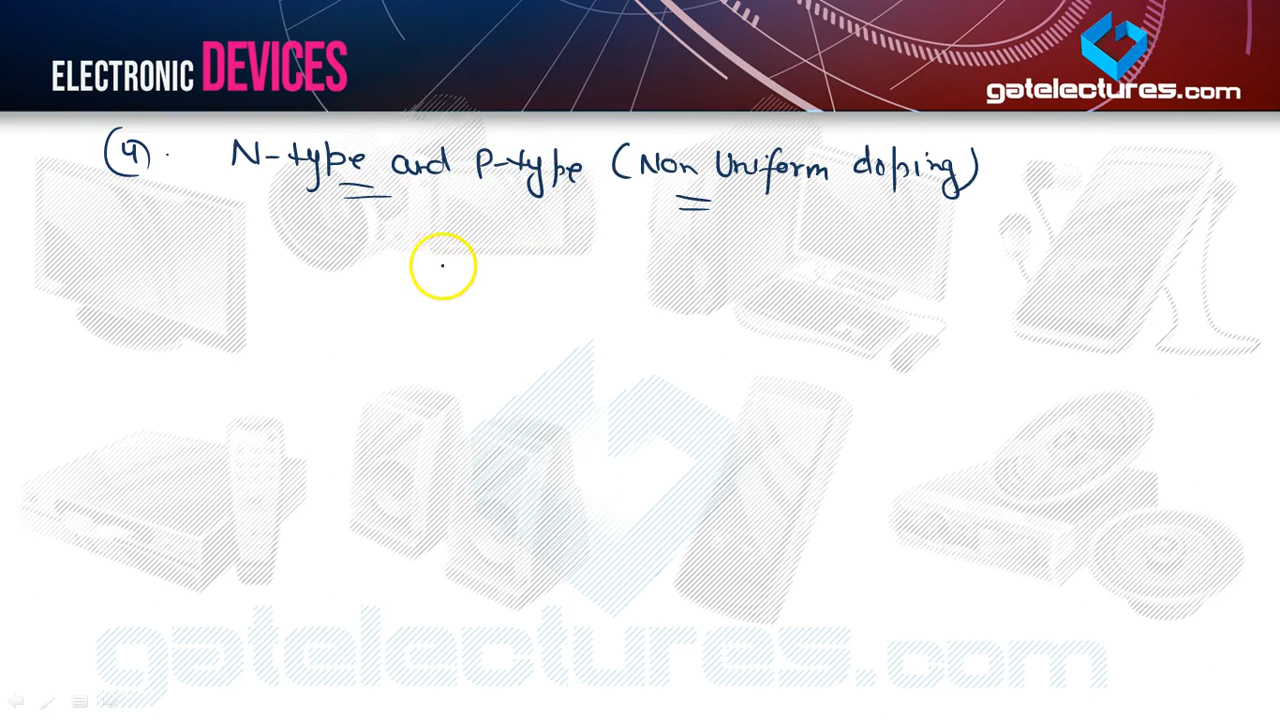 ELECTRONIC DEVICES
gatelectures.com
(4). N-type and P-type (Non Uniform doping)
gatelectures.com